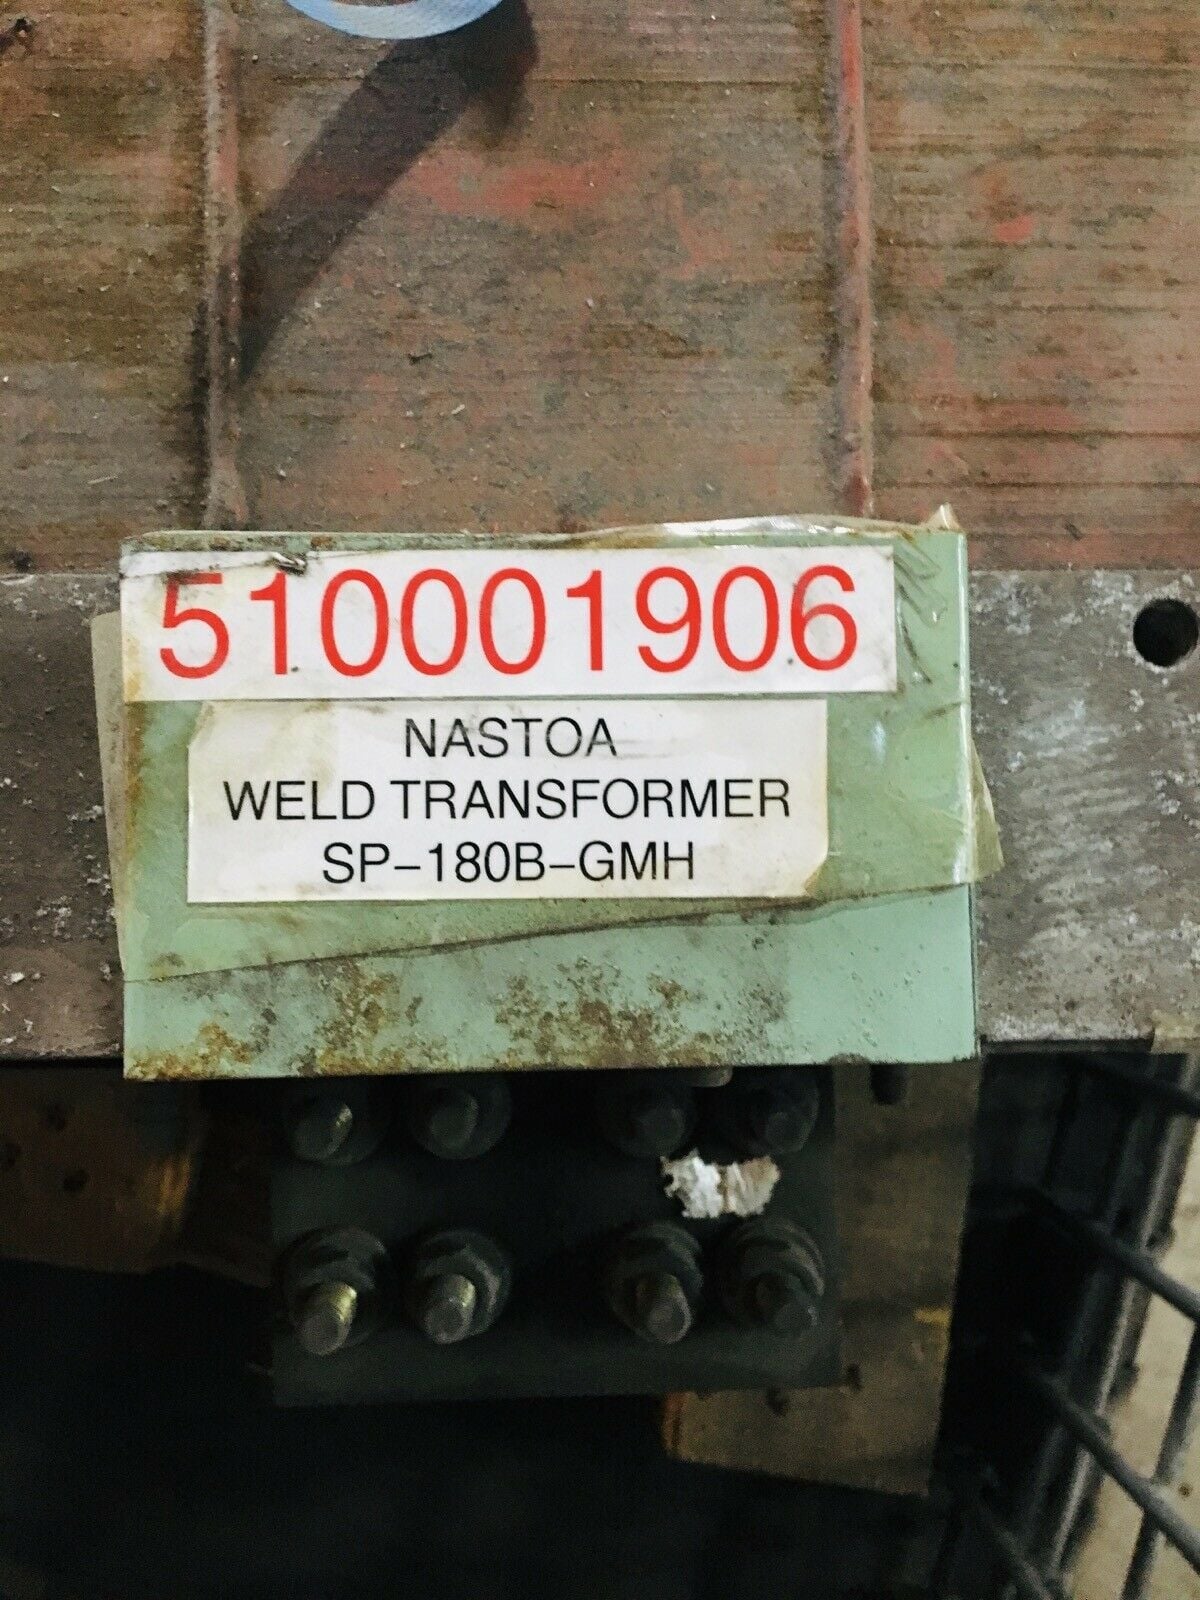 510001906
NASTOA
WELD TRANSFORMER
SP-180B-GMH